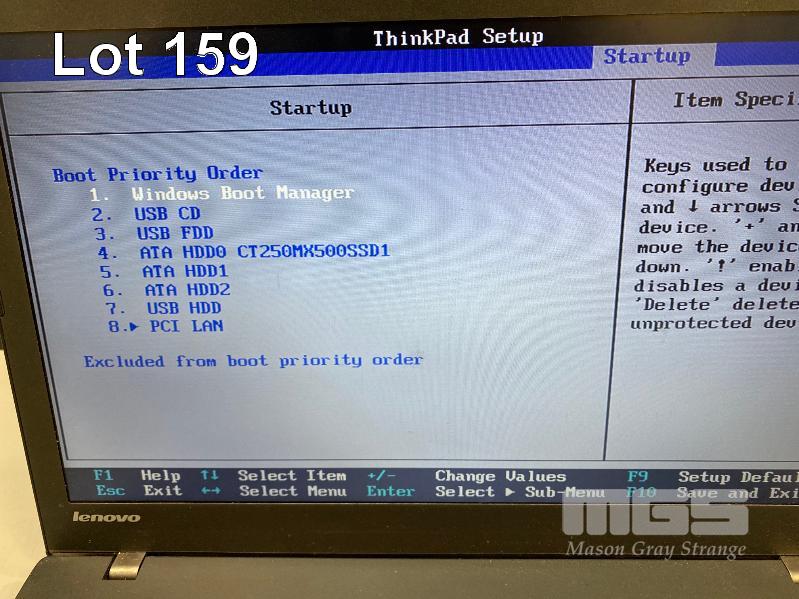 Lot 159
ThinkPad Setup
Startup
Startup
Item Speci
Boot Priority Order
1. Windows Boot Manager
2. USB CD
3. USB FDD
4. ATA HDD0 CT250MX500SSD1
5. ATA HDD1
6. ATA HDD2
7. USB HDD
8.▸ PCI LAN
Excluded from boot priority order
Keys used to
configure dev
and ↓ arrows S
device. '+' an
move the devic
down. '!' enab
disables a devi
'Delete' delete
unprotected dev
F1 Help ↑↓ Select Item +/- Change Values F9 Setup Defaul
Esc Exit ←→ Select Menu Enter Select ▸ Sub-Menu F10 Save and Exi
lenovo
MGS
Mason Gray Strange